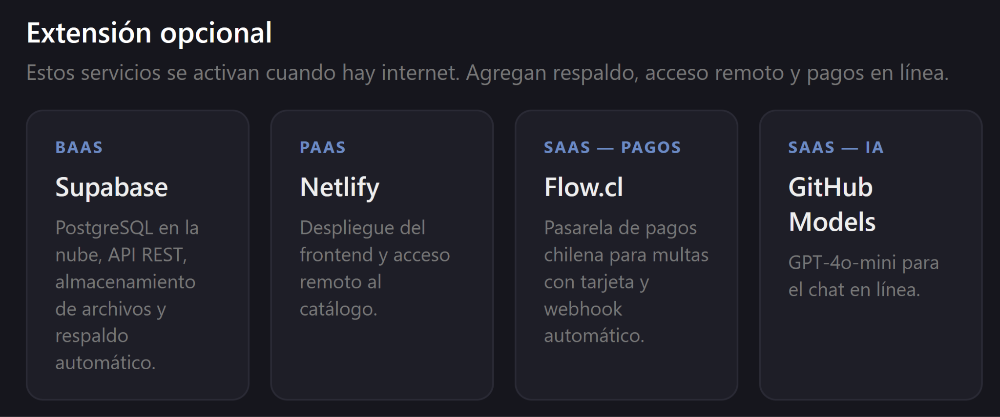 Extensión opcional
Estos servicios se activan cuando hay internet. Agregan respaldo, acceso remoto y pagos en línea.
BAAS
Supabase
PostgreSQL en la
nube, API REST,
almacenamiento
de archivos y
respaldo
automático.
PAAS
Netlify
Despliegue del
frontend y acceso
remoto al
catálogo.
SAAS — PAGOS
Flow.cl
Pasarela de pagos
chilena para multas
con tarjeta y
webhook
automático.
SAAS — IA
GitHub
Models
GPT-4o-mini para
el chat en línea.